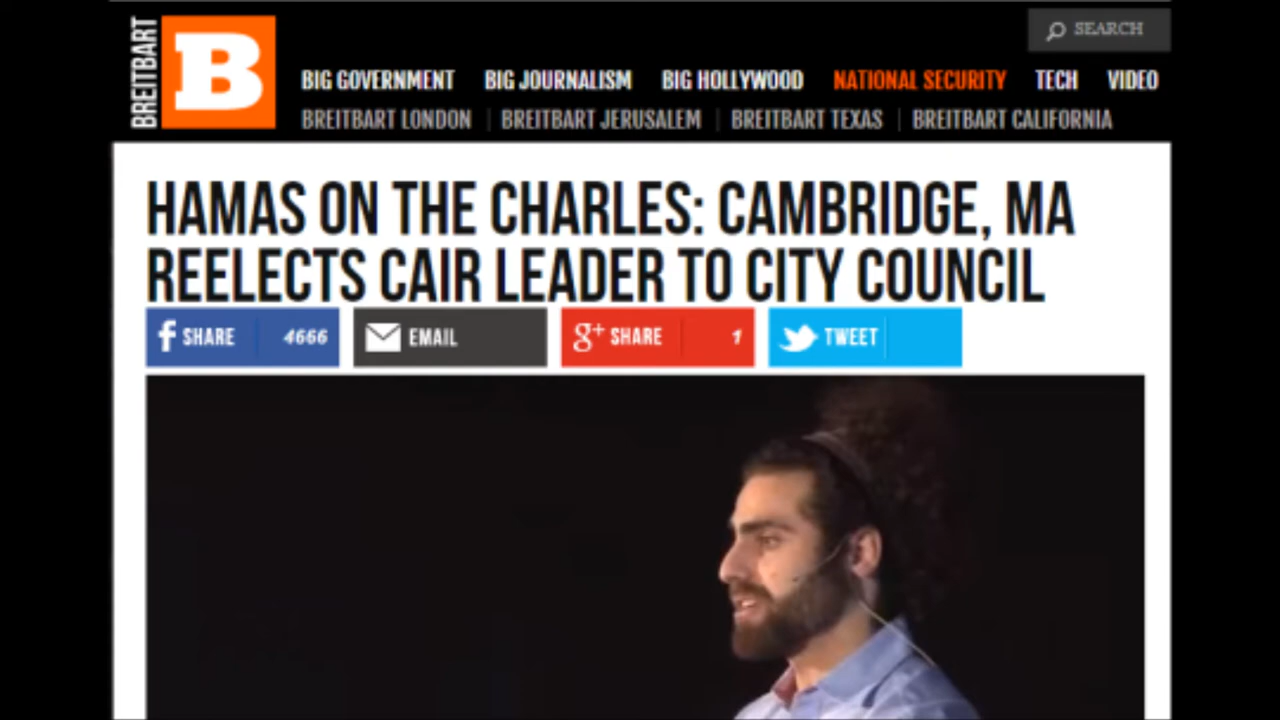 BREITBART
B
SEARCH
BIG GOVERNMENT BIG JOURNALISM BIG HOLLYWOOD NATIONAL SECURITY TECH VIDEO
BREITBART LONDON BREITBART JERUSALEM BREITBART TEXAS BREITBART CALIFORNIA
HAMAS ON THE CHARLES: CAMBRIDGE, MA
REELECTS CAIR LEADER TO CITY COUNCIL
f SHARE 4666 EMAIL g+ SHARE 1 TWEET